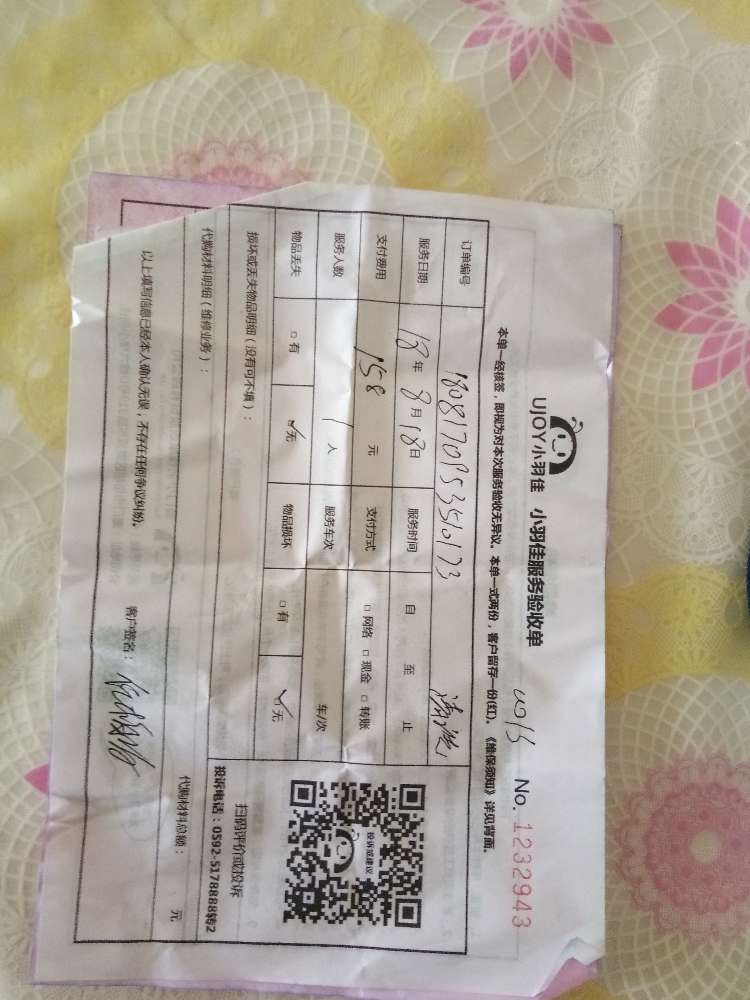 UJOY小羽佳 小羽佳服务验收单 No. 1232943
本单一经核签，即视为对本次服务验收无异议。本单一式两份，客户留存一份(红)。《维保须知》详见背面。
订单编号 1808170953510173
服务日期 18年8月18日 服务时间 自 至 止
支付费用 158 元 支付方式 □网络 □现金 □转账
服务人数 1人 服务车次 车/次
物品丢失 □有 ☑无 物品损坏 □有 ☑无
投诉或建议
扫码评价或投诉
投诉电话：0592-5178888转2
损坏或丢失物品明细（没有可不填）：
代购材料明细（维修业务）： 代购材料总额： 元
以上填写信息已经本人确认无误，不存在任何争议纠纷。 客户签名：